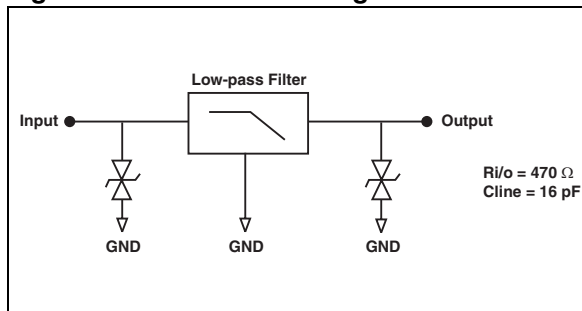 Low-pass Filter
Input
Output
Ri/o = 470 Ω
Cline = 16 pF
GND
GND
GND